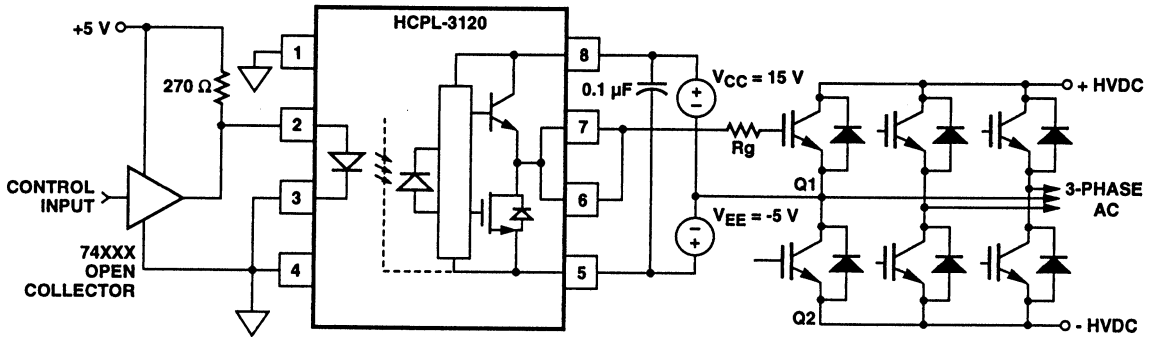 HCPL-3120
+5 V
270 Ω
1
2
3
4
8
7
6
5
0.1 µF
VCC = 15 V
Rg
+ HVDC
CONTROL
INPUT
Q1
3-PHASE
AC
VEE = -5 V
74XXX
OPEN
COLLECTOR
Q2
- HVDC
+
−
−
+